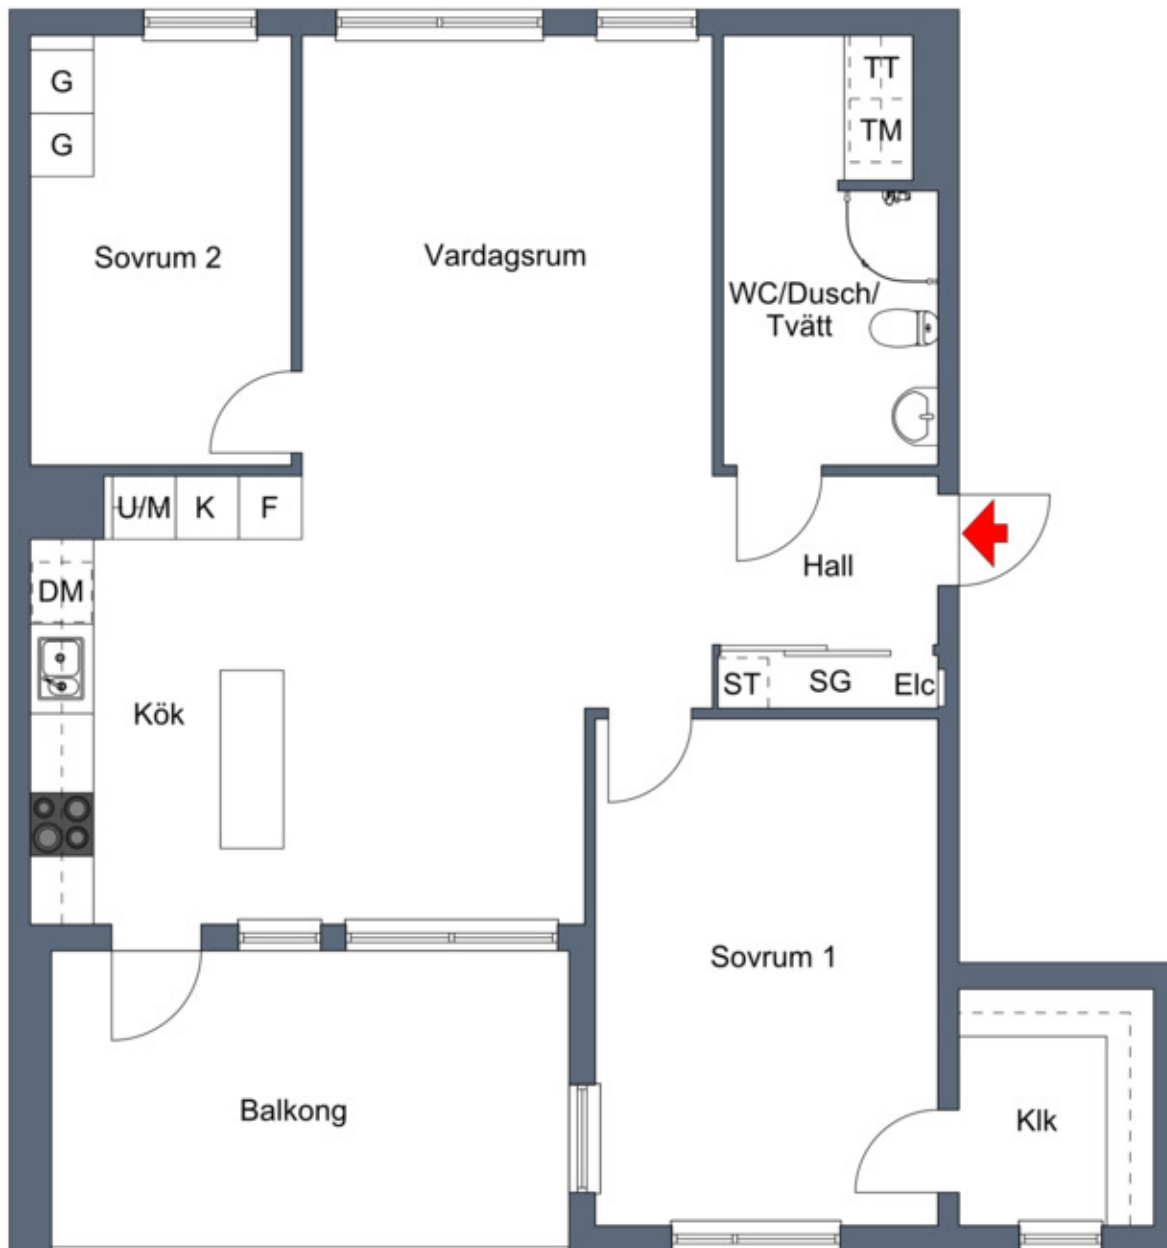 G
G
Sovrum 2
Vardagsrum
TT
TM
WC/Dusch/
Tvätt
U/M K F
DM
Hall
ST SG Elc
Kök
Sovrum 1
Balkong
Klk